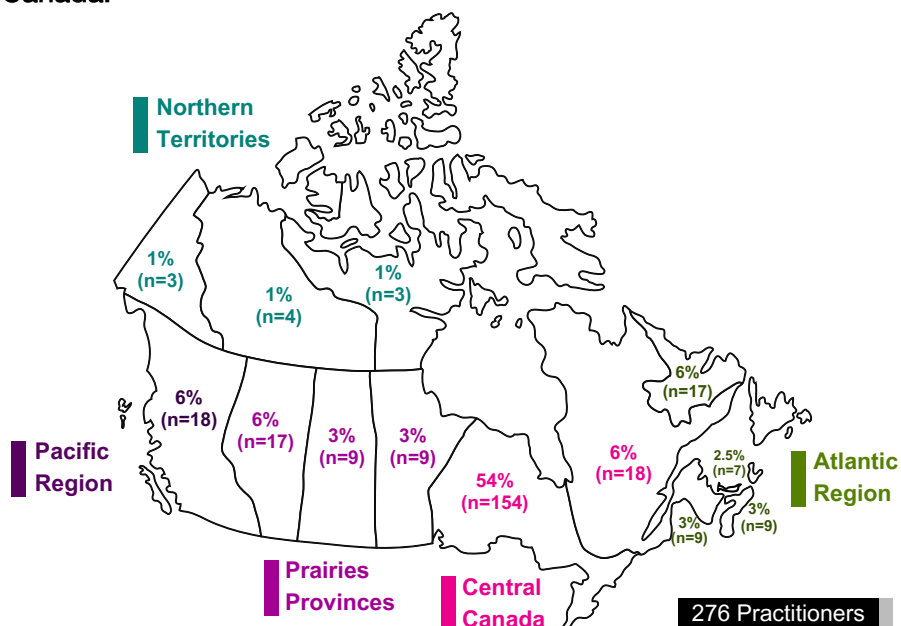 Canada.
Northern
Territories
1%
(n=3)
1%
(n=4)
1%
(n=3)
6%
(n=18)
6%
(n=17)
3%
(n=9)
3%
(n=9)
54%
(n=154)
6%
(n=18)
6%
(n=17)
2.5%
(n=7)
3%
(n=9)
3%
(n=9)
Pacific
Region
Atlantic
Region
Prairies
Provinces
Central
Canada
276 Practitioners